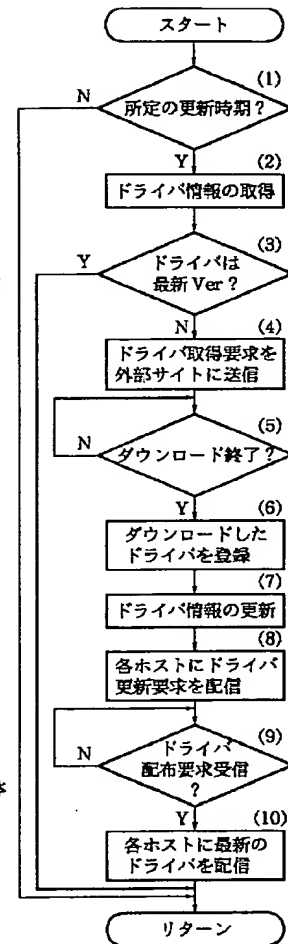 スタート
(1)
N
所定の更新時期?
Y
(2)
ドライバ情報の取得
(3)
Y
ドライバは
最新Ver?
N
(4)
ドライバ取得要求を
外部サイトに送信
(5)
N
ダウンロード終了?
Y
(6)
ダウンロードした
ドライバを登録
(7)
ドライバ情報の更新
(8)
各ホストにドライバ
更新要求を配信
(9)
N
ドライバ
配布要求受信
?
Y
(10)
各ホストに最新の
ドライバを配信
リターン